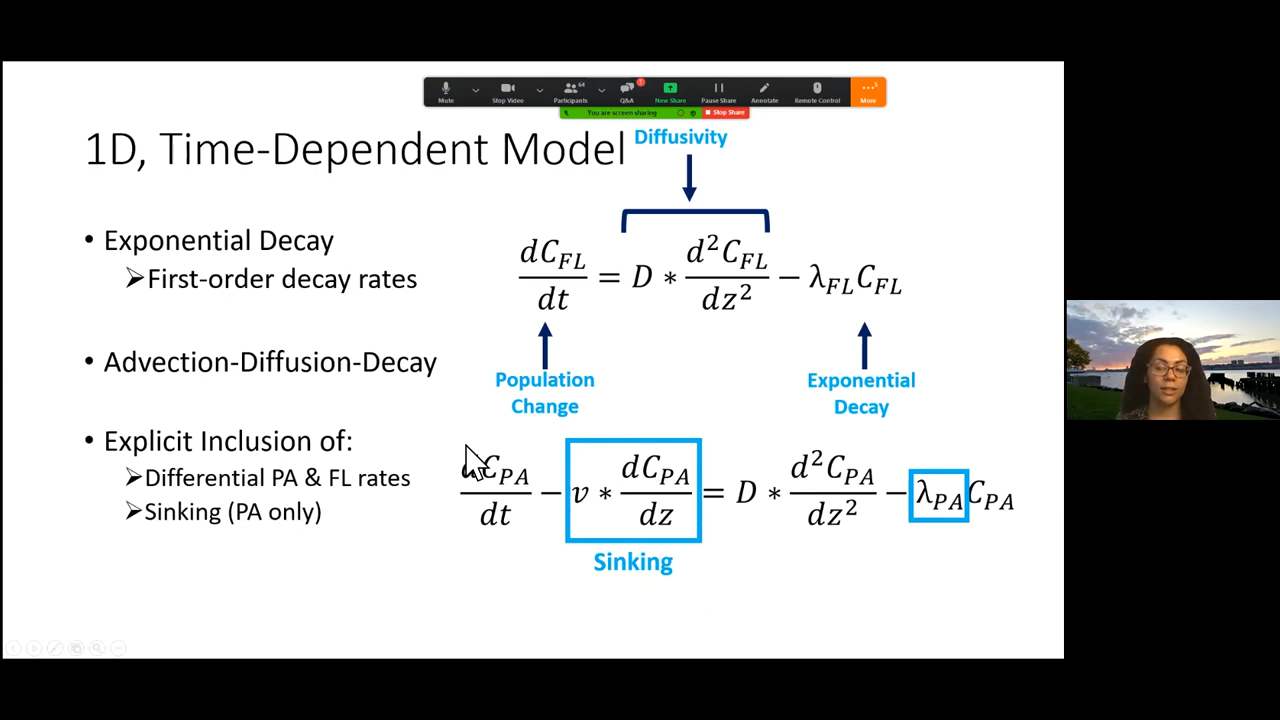 Mute Stop Video Participants 64 Q&A 1 New Share Pause Share Annotate Remote Control More
You are screen sharing Stop Share
1D, Time-Dependent Model
Diffusivity
• Exponential Decay
➢First-order decay rates
dC_FL/dt = D ∗ d²C_FL/dz² − λ_FL C_FL
• Advection-Diffusion-Decay
Population
Change
Exponential
Decay
• Explicit Inclusion of:
➢Differential PA & FL rates
➢Sinking (PA only)
dC_PA/dt − v ∗ dC_PA/dz = D ∗ d²C_PA/dz² − λ_PA C_PA
Sinking